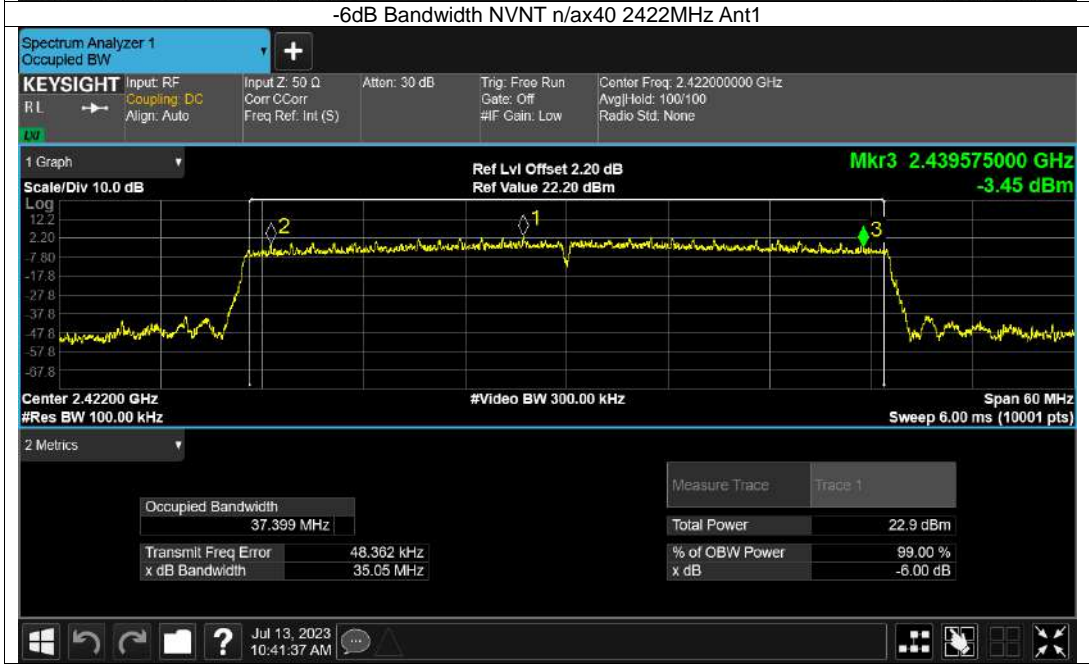 -6dB Bandwidth NVNT n/ax40 2422MHz Ant1
Spectrum Analyzer 1
Occupied BW
KEYSIGHT Input: RF
RL Coupling: DC
Align: Auto
LXI
Input Z: 50 Ω
Corr CCorr
Freq Ref: Int (S)
Atten: 30 dB
Trig: Free Run
Gate: Off
#IF Gain: Low
Center Freq: 2.422000000 GHz
Avg|Hold: 100/100
Radio Std: None
1 Graph
Scale/Div 10.0 dB
Ref Lvl Offset 2.20 dB
Ref Value 22.20 dBm
Mkr3 2.439575000 GHz
-3.45 dBm
Log
12.2
2.20
-7.80
-17.8
-27.8
-37.8
-47.8
-57.8
-67.8
2
1
3
Center 2.42200 GHz
#Res BW 100.00 kHz
#Video BW 300.00 kHz
Span 60 MHz
Sweep 6.00 ms (10001 pts)
2 Metrics
Measure Trace Trace 1
Occupied Bandwidth
37.399 MHz
Total Power 22.9 dBm
Transmit Freq Error 48.362 kHz
% of OBW Power 99.00 %
x dB Bandwidth 35.05 MHz
x dB -6.00 dB
?
Jul 13, 2023
10:41:37 AM